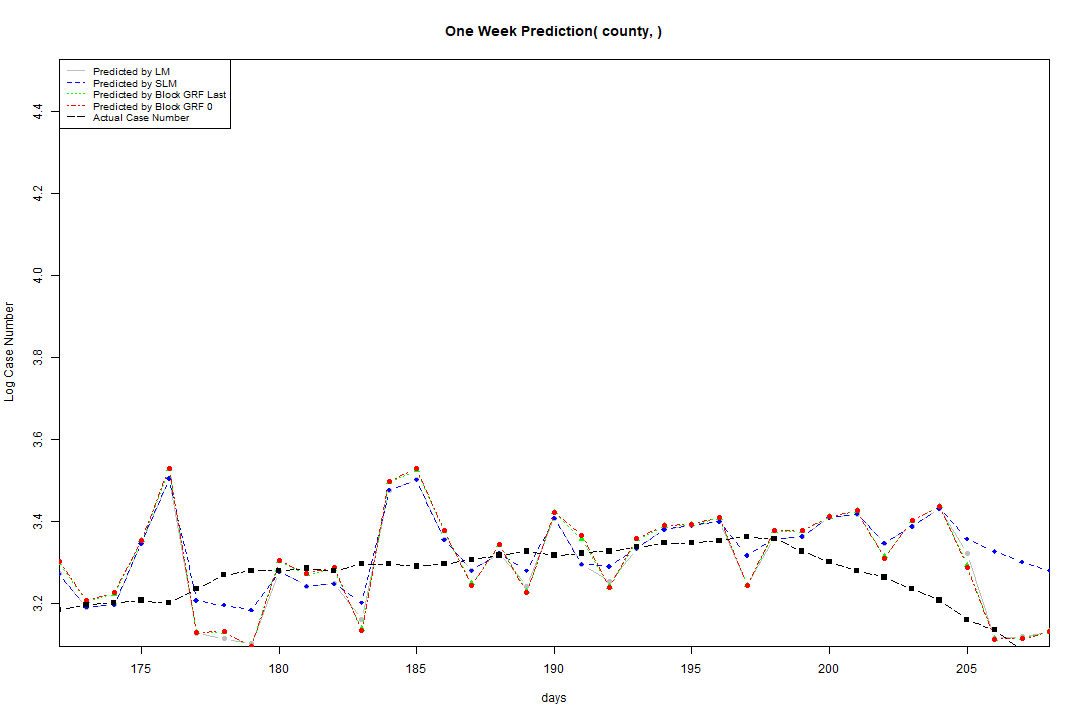 One Week Prediction( county, )
Predicted by LM
Predicted by SLM
Predicted by Block GRF Last
Predicted by Block GRF 0
Actual Case Number
4.4
4.2
4.0
3.8
3.6
3.4
3.2
Log Case Number
175 180 185 190 195 200 205
days